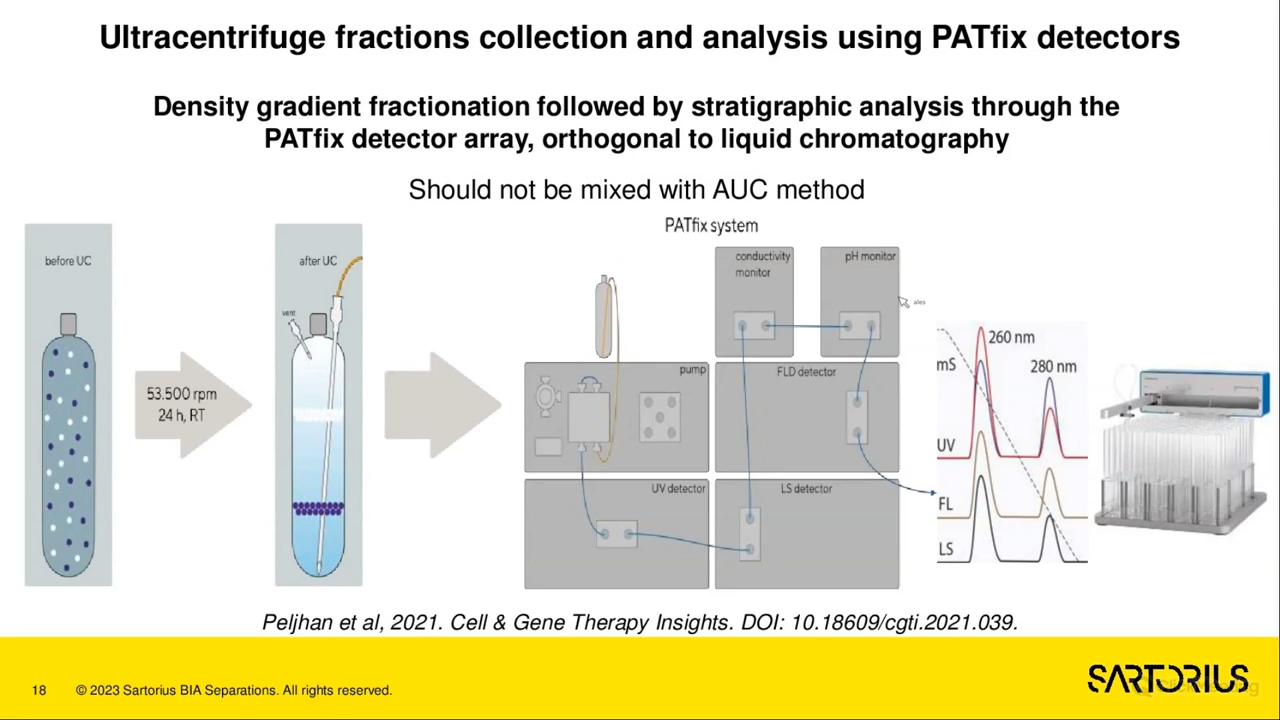 Ultracentrifuge fractions collection and analysis using PATfix detectors
Density gradient fractionation followed by stratigraphic analysis through the
PATfix detector array, orthogonal to liquid chromatography
Should not be mixed with AUC method
before UC
53.500 rpm
24 h, RT
after UC
vent
PATfix system
conductivity
monitor
pH monitor
ales
pump
FLD detector
UV detector
LS detector
260 nm
mS
280 nm
UV
FL
LS
Peljhan et al, 2021. Cell & Gene Therapy Insights. DOI: 10.18609/cgti.2021.039.
18
© 2023 Sartorius BIA Separations. All rights reserved.
SARTORIUS